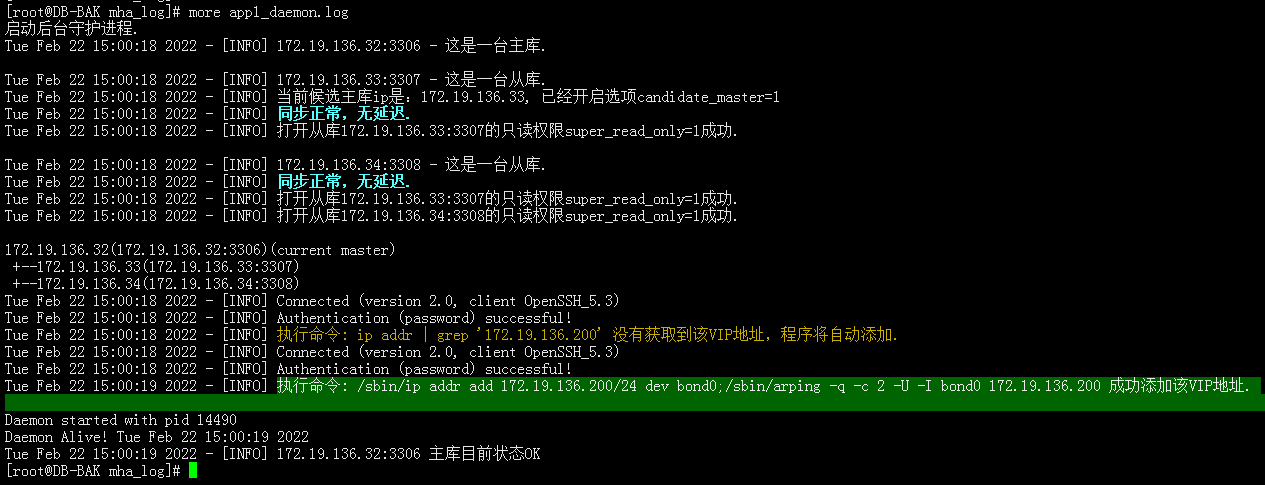 [root@DB-BAK mha_log]# more app1_daemon.log
启动后台守护进程.
Tue Feb 22 15:00:18 2022 - [INFO] 172.19.136.32:3306 - 这是一台主库.
Tue Feb 22 15:00:18 2022 - [INFO] 172.19.136.33:3307 - 这是一台从库.
Tue Feb 22 15:00:18 2022 - [INFO] 当前候选主库ip是：172.19.136.33, 已经开启选项candidate_master=1
Tue Feb 22 15:00:18 2022 - [INFO] 同步正常，无延迟.
Tue Feb 22 15:00:18 2022 - [INFO] 打开从库172.19.136.33:3307的只读权限super_read_only=1成功.
Tue Feb 22 15:00:18 2022 - [INFO] 172.19.136.34:3308 - 这是一台从库.
Tue Feb 22 15:00:18 2022 - [INFO] 同步正常，无延迟.
Tue Feb 22 15:00:18 2022 - [INFO] 打开从库172.19.136.33:3307的只读权限super_read_only=1成功.
Tue Feb 22 15:00:18 2022 - [INFO] 打开从库172.19.136.34:3308的只读权限super_read_only=1成功.
172.19.136.32(172.19.136.32:3306)(current master)
+--172.19.136.33(172.19.136.33:3307)
+--172.19.136.34(172.19.136.34:3308)
Tue Feb 22 15:00:18 2022 - [INFO] Connected (version 2.0, client OpenSSH_5.3)
Tue Feb 22 15:00:18 2022 - [INFO] Authentication (password) successful!
Tue Feb 22 15:00:18 2022 - [INFO] 执行命令: ip addr | grep '172.19.136.200' 没有获取到该VIP地址，程序将自动添加.
Tue Feb 22 15:00:18 2022 - [INFO] Connected (version 2.0, client OpenSSH_5.3)
Tue Feb 22 15:00:18 2022 - [INFO] Authentication (password) successful!
Tue Feb 22 15:00:19 2022 - [INFO] 执行命令: /sbin/ip addr add 172.19.136.200/24 dev bond0;/sbin/arping -q -c 2 -U -I bond0 172.19.136.200 成功添加该VIP地址.
Daemon started with pid 14490
Daemon Alive! Tue Feb 22 15:00:19 2022
Tue Feb 22 15:00:19 2022 - [INFO] 172.19.136.32:3306 主库目前状态OK
[root@DB-BAK mha_log]#